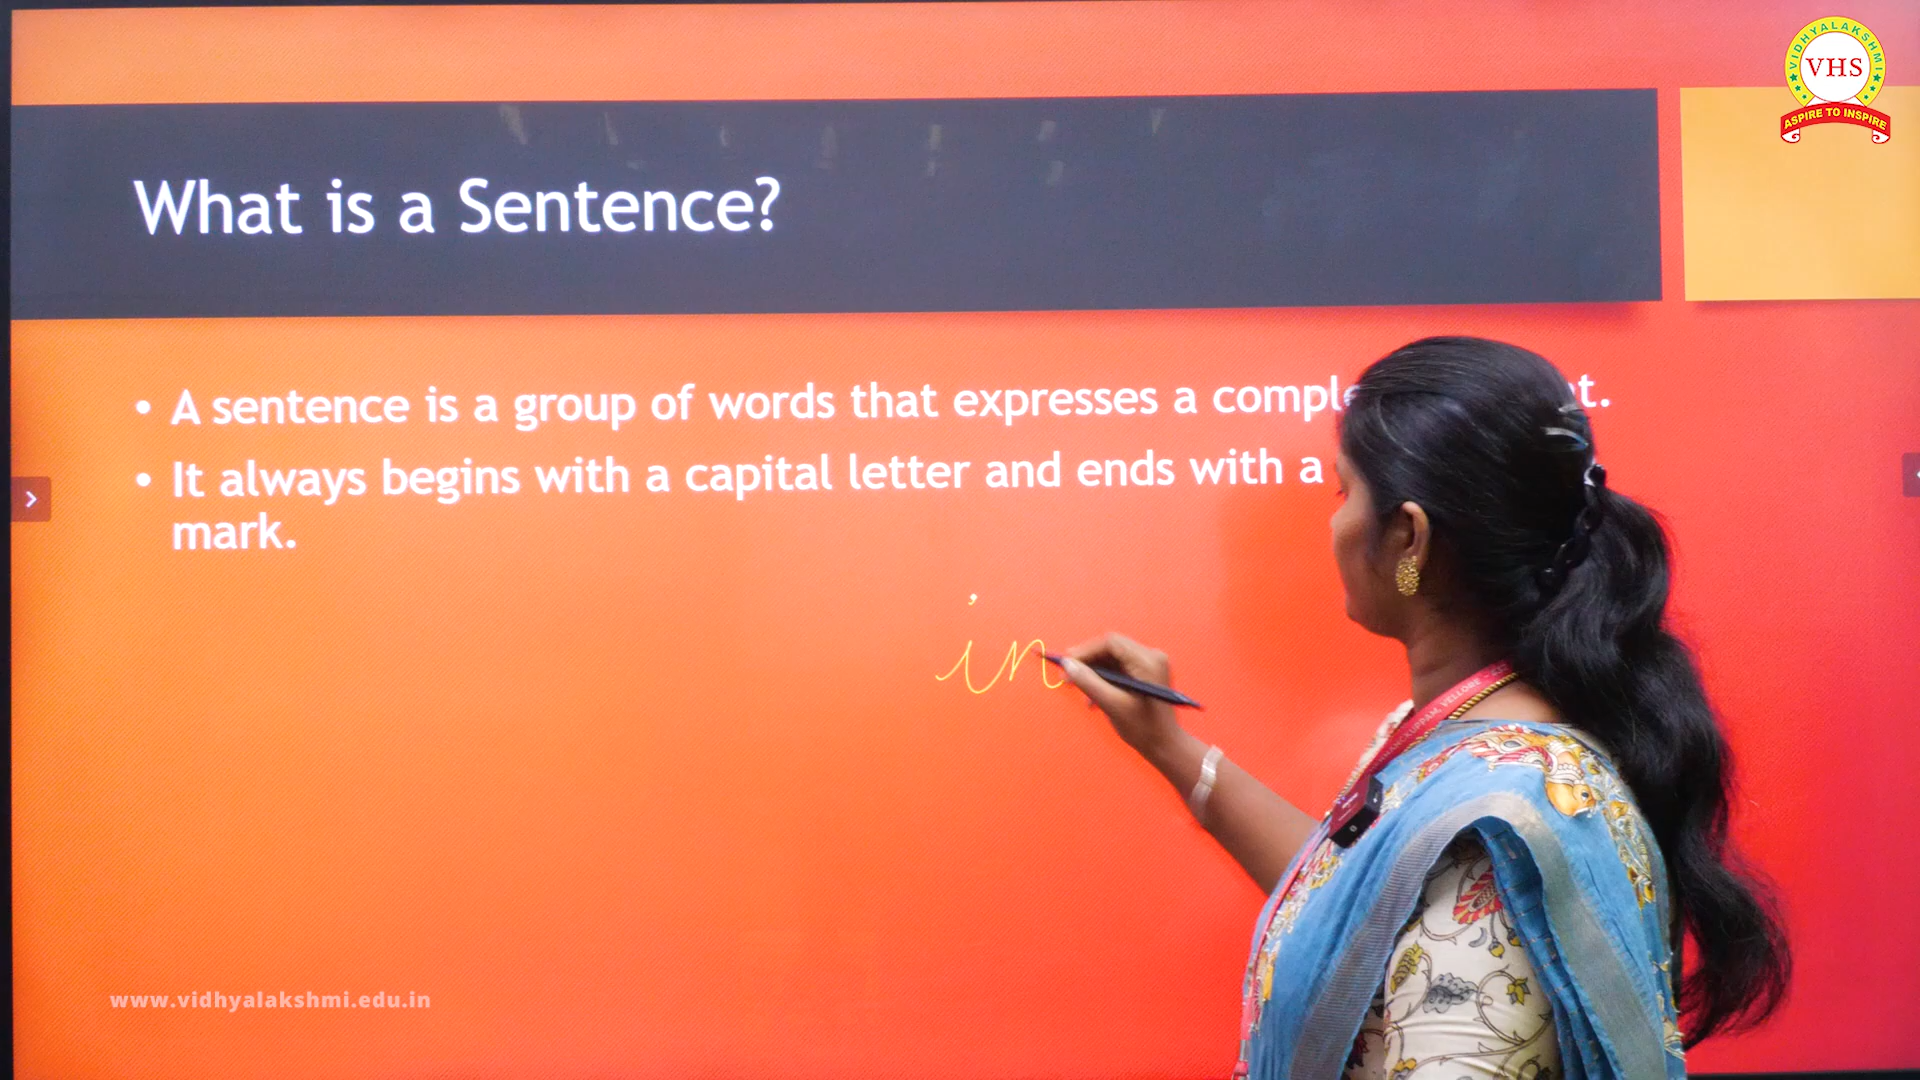 VIDHYALAKSHMI
VHS
ASPIRE TO INSPIRE
What is a Sentence?
• A sentence is a group of words that expresses a
• It always begins with a capital letter and ends with a
mark.
in
VELLORE
www.vidhyalakshmi.edu.in